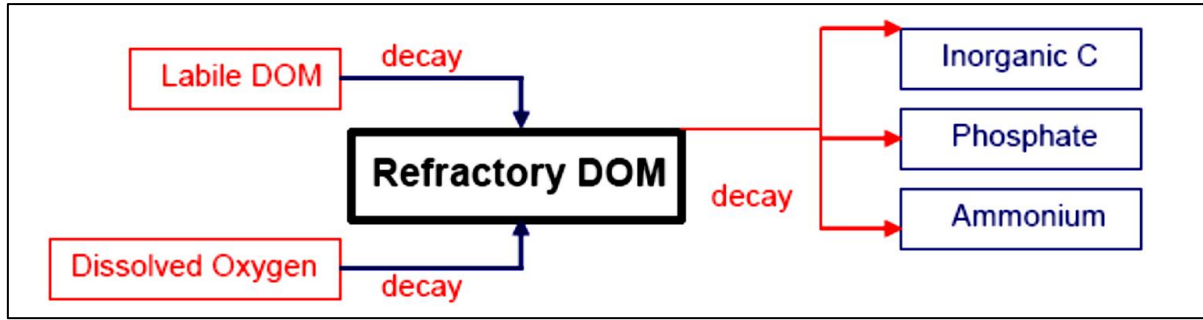 decay
Labile DOM
Inorganic C
Refractory DOM
Phosphate
decay
Ammonium
Dissolved Oxygen
decay